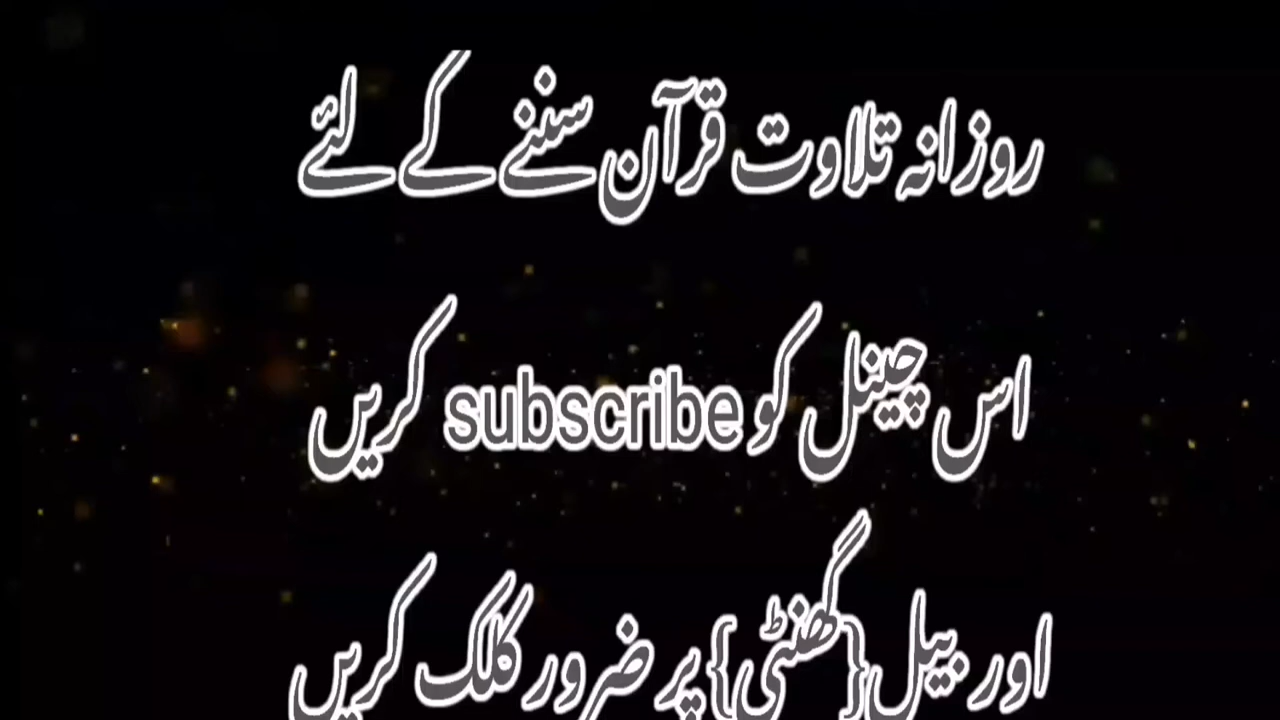 روزانہ تلاوت قرآن سننے کے لئے
اس چینل کو subscribe کریں
اور بیل{گھنٹی} پر ضرور کلک کریں